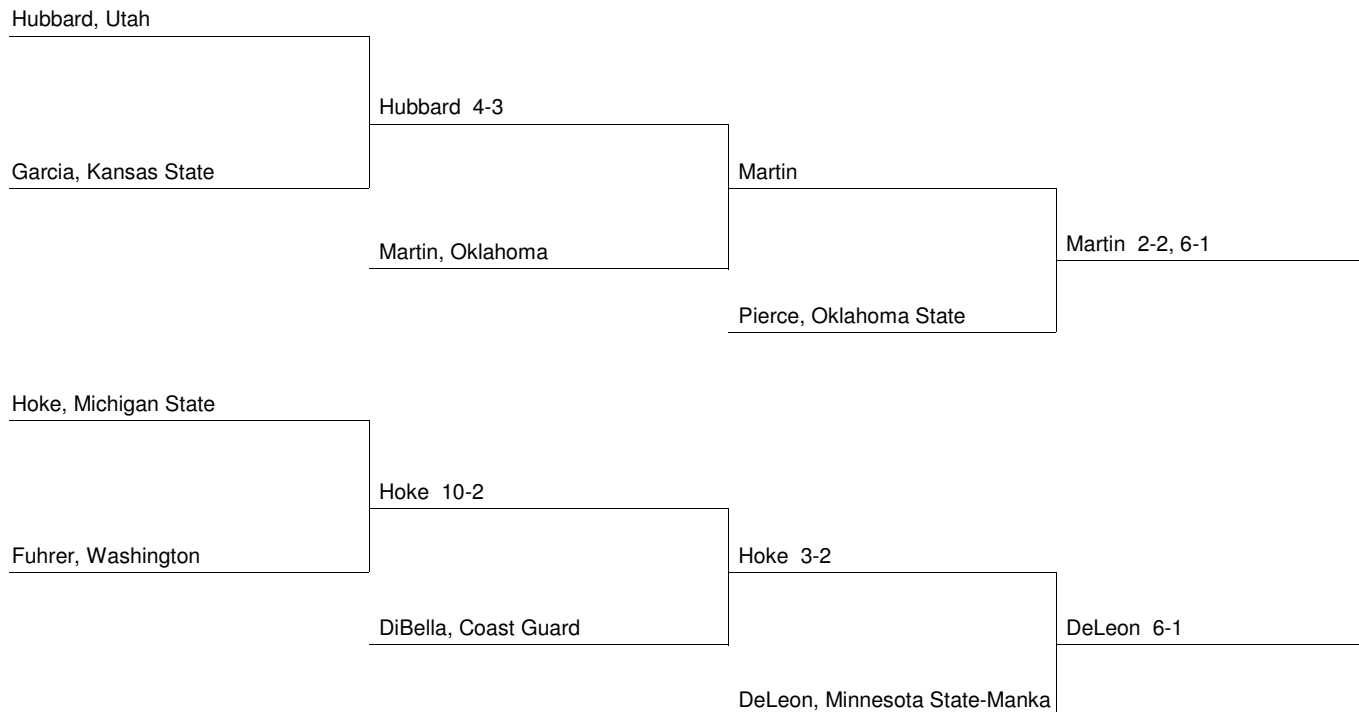 Hubbard, Utah
Hubbard 4-3
Garcia, Kansas State
Martin
Martin, Oklahoma
Martin 2-2, 6-1
Pierce, Oklahoma State
Hoke, Michigan State
Hoke 10-2
Fuhrer, Washington
Hoke 3-2
DiBella, Coast Guard
DeLeon 6-1
DeLeon, Minnesota State-Manka